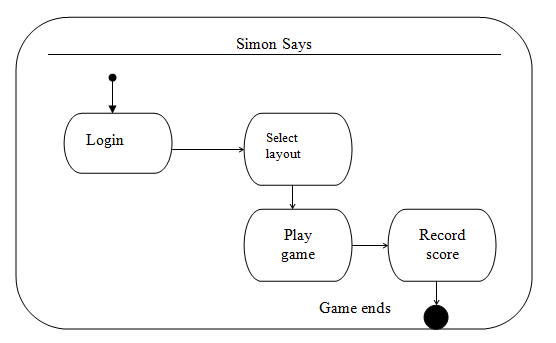 Simon Says
Login
Select
layout
Play
game
Record
score
Game ends